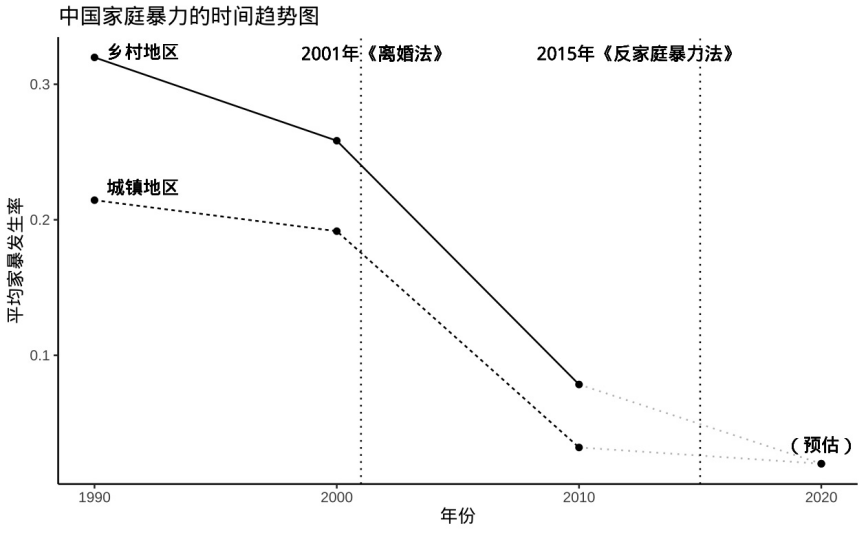 中国家庭暴力的时间趋势图
乡村地区
2001年《离婚法》
2015年《反家庭暴力法》
0.3
城镇地区
0.2
平均家暴发生率
0.1
（预估）
1990
2000
2010
2020
年份